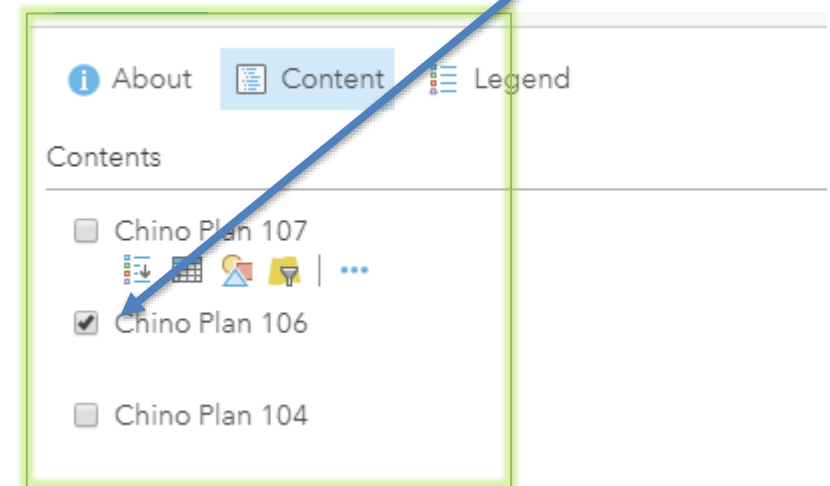 About Content Legend
Contents
Chino Plan 107
Chino Plan 106
Chino Plan 104